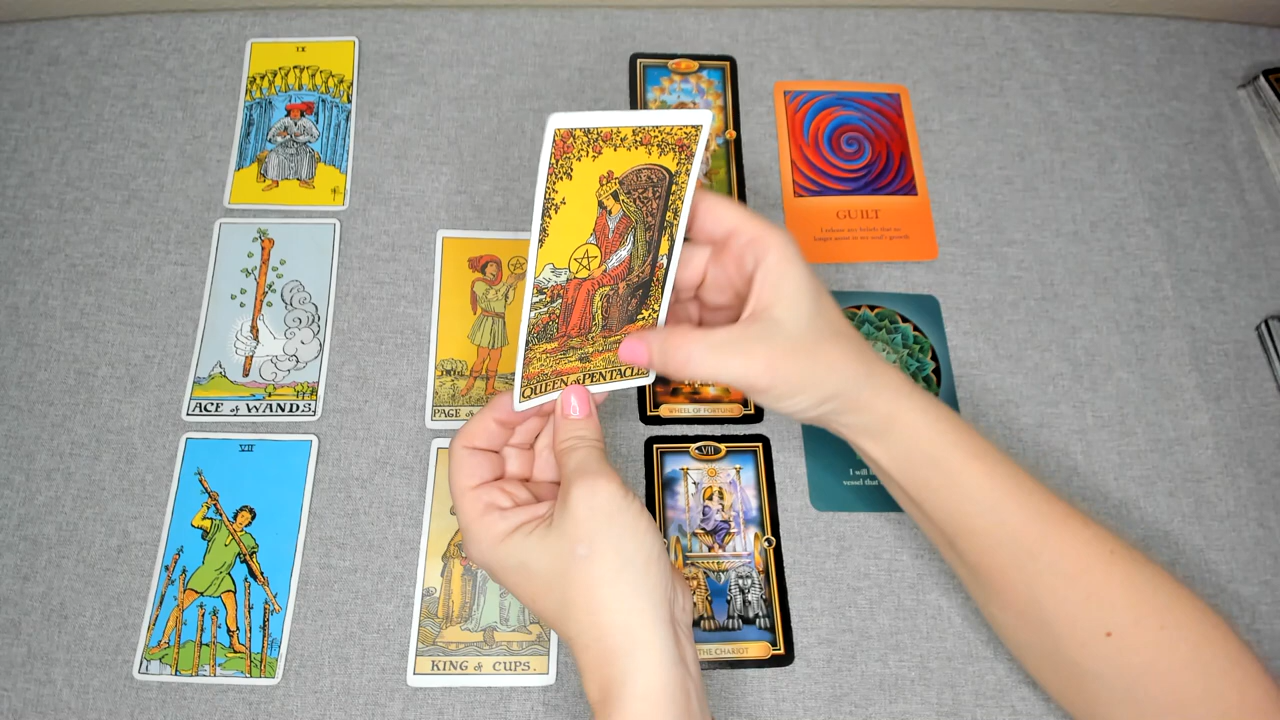 IX
GUILT
I release any beliefs that no
longer assist in my soul's growth
ACE of WANDS.
PAGE of
QUEEN of PENTACLES
WHEEL OF FORTUNE
VII
VII
I will
vessel that
KING of CUPS.
THE CHARIOT